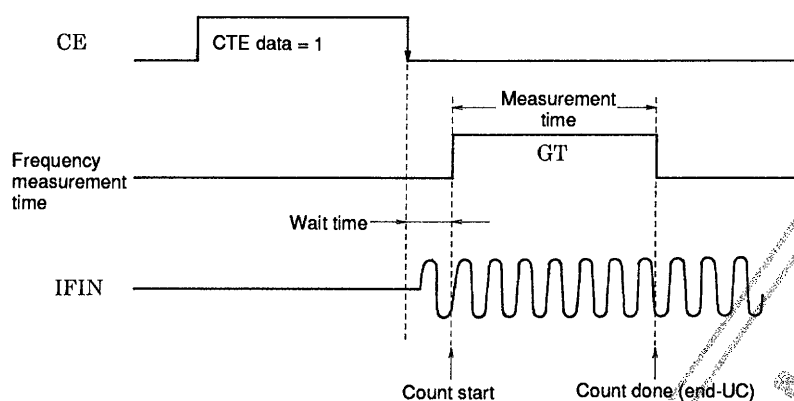 CE
CTE data = 1
Measurement
time
GT
Frequency
measurement
time
Wait time
IFIN
Count start
Count done (end-UC)